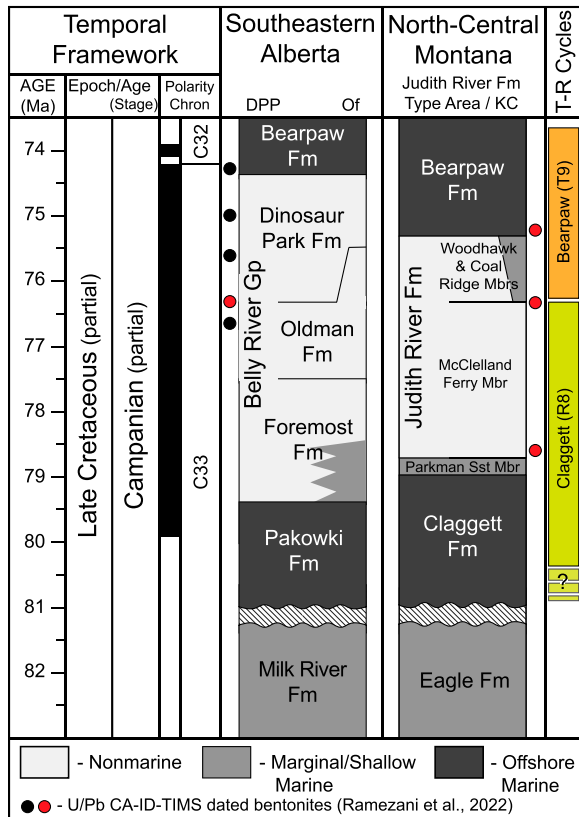 Temporal
Framework
Southeastern
Alberta
DPP Of
North-Central
Montana
Judith River Fm
Type Area / KC
T-R Cycles
AGE
(Ma)
Epoch/Age
(Stage)
Polarity
Chron
74
75
76
77
78
79
80
81
82
Late Cretaceous (partial)
Campanian (partial)
C32
C33
Belly River Gp
Bearpaw
Fm
Dinosaur
Park Fm
Oldman
Fm
Foremost
Fm
Pakowki
Fm
Milk River
Fm
Judith River Fm
Bearpaw
Fm
Woodhawk
& Coal
Ridge Mbrs
McClelland
Ferry Mbr
Parkman Sst Mbr
Claggett
Fm
Eagle Fm
Bearpaw (T9)
Claggett (R8)
?
- Nonmarine
- Marginal/Shallow
Marine
- Offshore
Marine
- U/Pb CA-ID-TIMS dated bentonites (Ramezani et al., 2022)